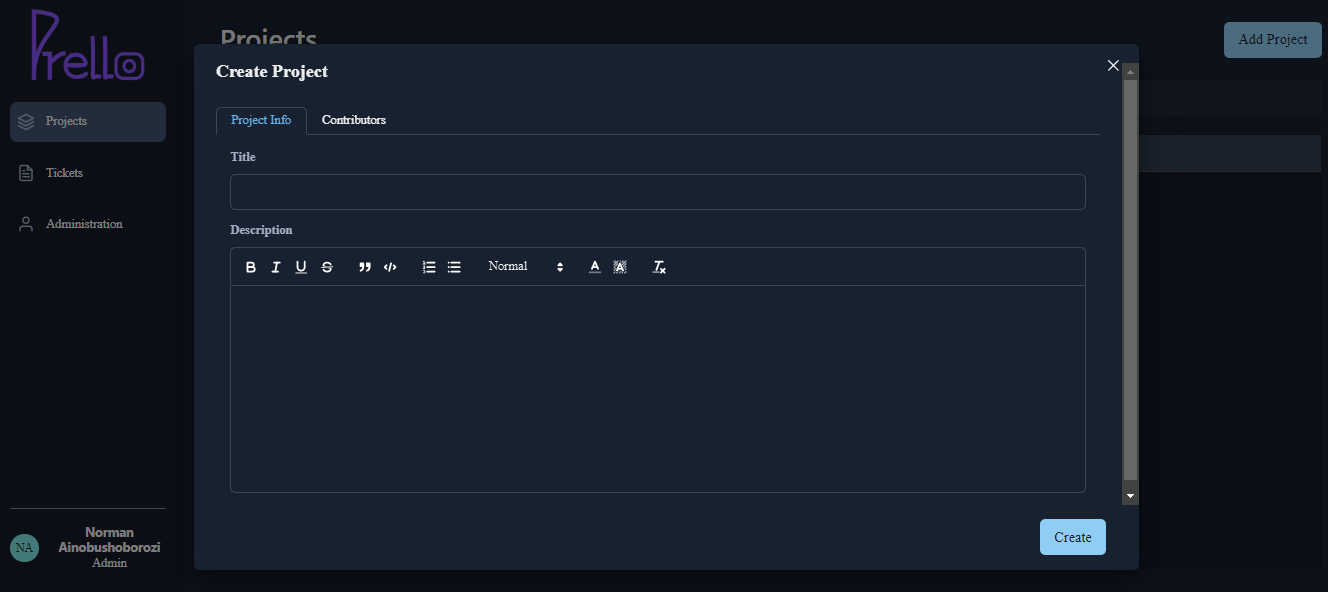 Prello
Projects
Add Project
Create Project
Projects
Project Info
Contributors
Title
Tickets
Administration
Description
Normal
NA
Norman
Ainobushoborozi
Admin
Create